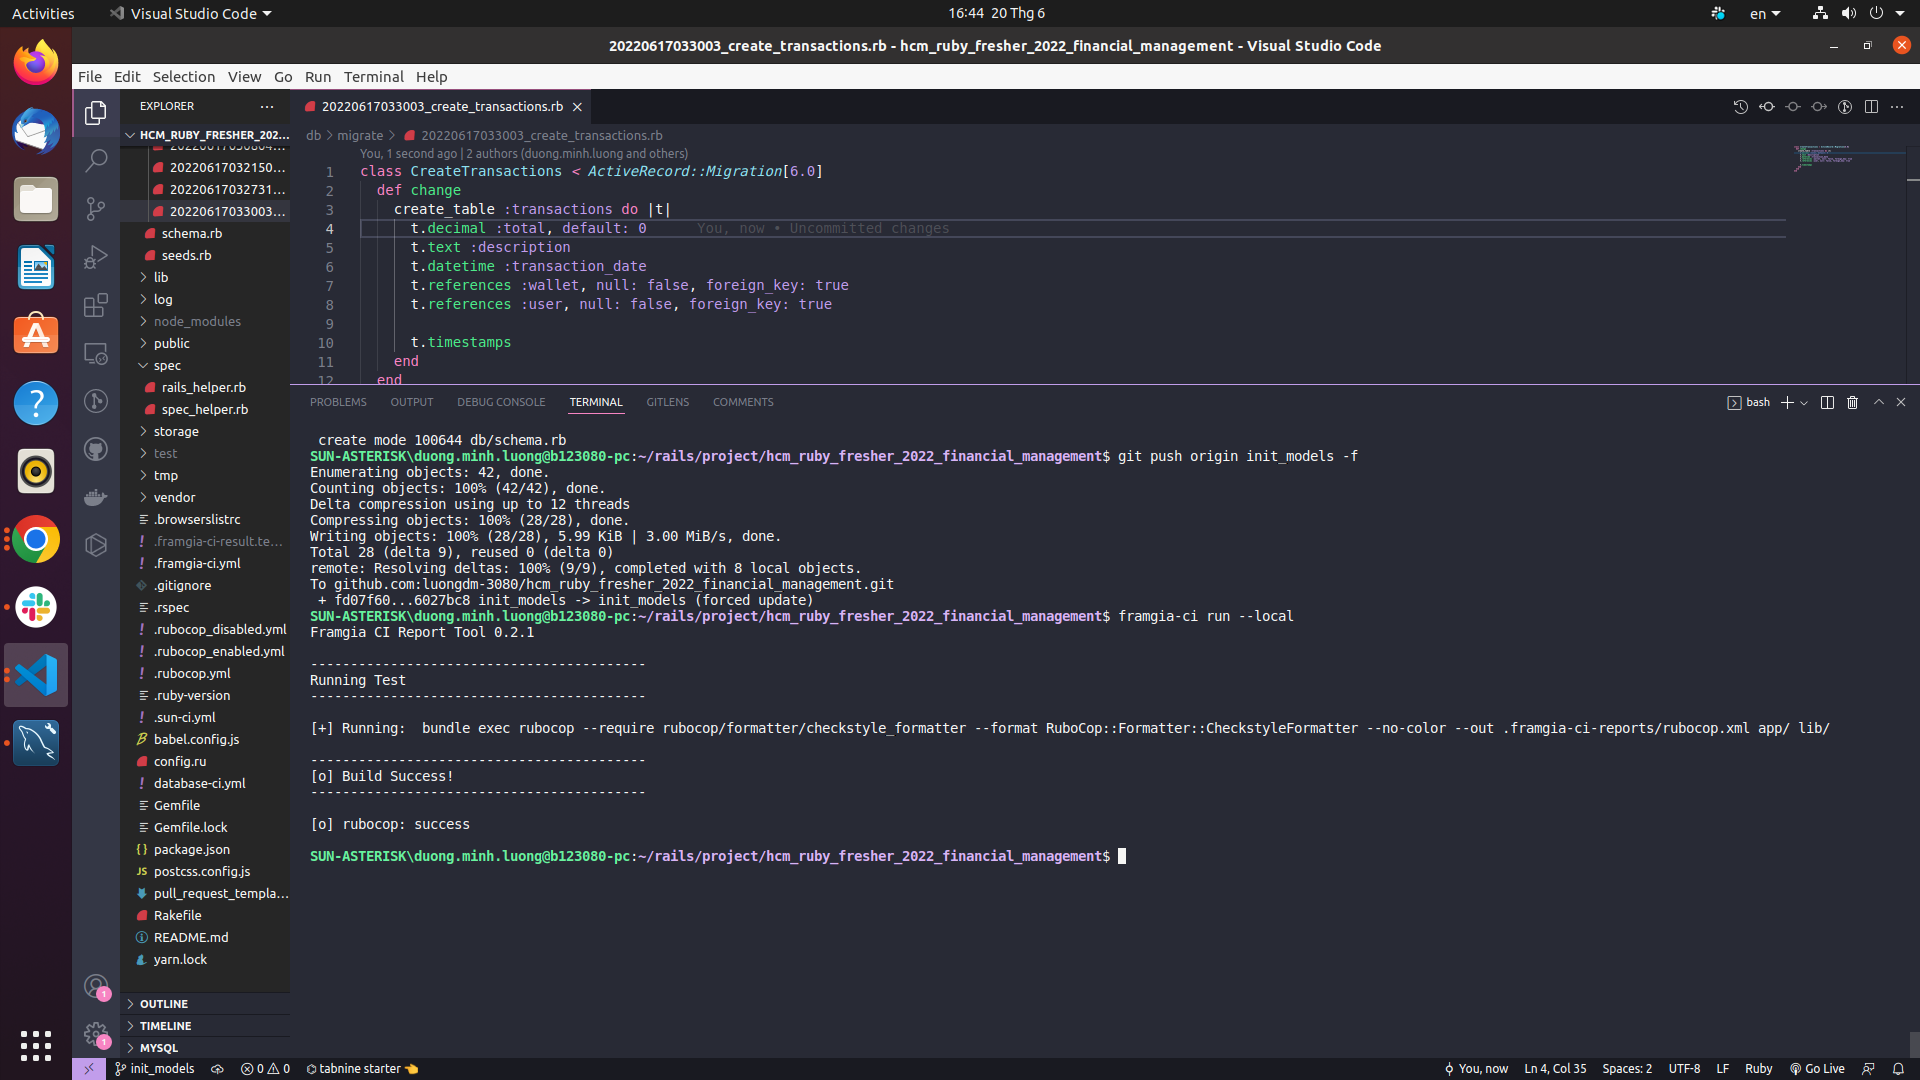 Activities
Visual Studio Code
16:44 20 Thg 6
en
20220617033003_create_transactions.rb - hcm_ruby_fresher_2022_financial_management - Visual Studio Code
File Edit Selection View Go Run Terminal Help
EXPLORER
HCM_RUBY_FRESHER_202...
20220617032150...
20220617032731...
20220617033003...
schema.rb
seeds.rb
lib
log
node_modules
public
spec
rails_helper.rb
spec_helper.rb
storage
test
tmp
vendor
.browserslistrc
.framgia-ci-result.te...
.framgia-ci.yml
.gitignore
.rspec
.rubocop_disabled.yml
.rubocop_enabled.yml
.rubocop.yml
.ruby-version
.sun-ci.yml
babel.config.js
config.ru
database-ci.yml
Gemfile
Gemfile.lock
package.json
postcss.config.js
pull_request_templa...
Rakefile
README.md
yarn.lock
OUTLINE
TIMELINE
MYSQL
20220617033003_create_transactions.rb
db > migrate > 20220617033003_create_transactions.rb
You, 1 second ago | 2 authors (duong.minh.luong and others)
1 class CreateTransactions < ActiveRecord::Migration[6.0]
2 def change
3 create_table :transactions do |t|
4 t.decimal :total, default: 0 You, now • Uncommitted changes
5 t.text :description
6 t.datetime :transaction_date
7 t.references :wallet, null: false, foreign_key: true
8 t.references :user, null: false, foreign_key: true
9
10 t.timestamps
11 end
12 end
PROBLEMS OUTPUT DEBUG CONSOLE TERMINAL GITLENS COMMENTS
bash
create mode 100644 db/schema.rb
SUN-ASTERISK\duong.minh.luong@b123080-pc:~/rails/project/hcm_ruby_fresher_2022_financial_management$ git push origin init_models -f
Enumerating objects: 42, done.
Counting objects: 100% (42/42), done.
Delta compression using up to 12 threads
Compressing objects: 100% (28/28), done.
Writing objects: 100% (28/28), 5.99 KiB | 3.00 MiB/s, done.
Total 28 (delta 9), reused 0 (delta 0)
remote: Resolving deltas: 100% (9/9), completed with 8 local objects.
To github.com:luongdm-3080/hcm_ruby_fresher_2022_financial_management.git
+ fd07f60...6027bc8 init_models -> init_models (forced update)
SUN-ASTERISK\duong.minh.luong@b123080-pc:~/rails/project/hcm_ruby_fresher_2022_financial_management$ framgia-ci run --local
Framgia CI Report Tool 0.2.1
------------------------------------------
Running Test
------------------------------------------
[+] Running: bundle exec rubocop --require rubocop/formatter/checkstyle_formatter --format RuboCop::Formatter::CheckstyleFormatter --no-color --out .framgia-ci-reports/rubocop.xml app/ lib/
------------------------------------------
[o] Build Success!
------------------------------------------
[o] rubocop: success
SUN-ASTERISK\duong.minh.luong@b123080-pc:~/rails/project/hcm_ruby_fresher_2022_financial_management$
1
1
init_models
0 0
tabnine starter
You, now
Ln 4, Col 35
Spaces: 2
UTF-8
LF
Ruby
Go Live